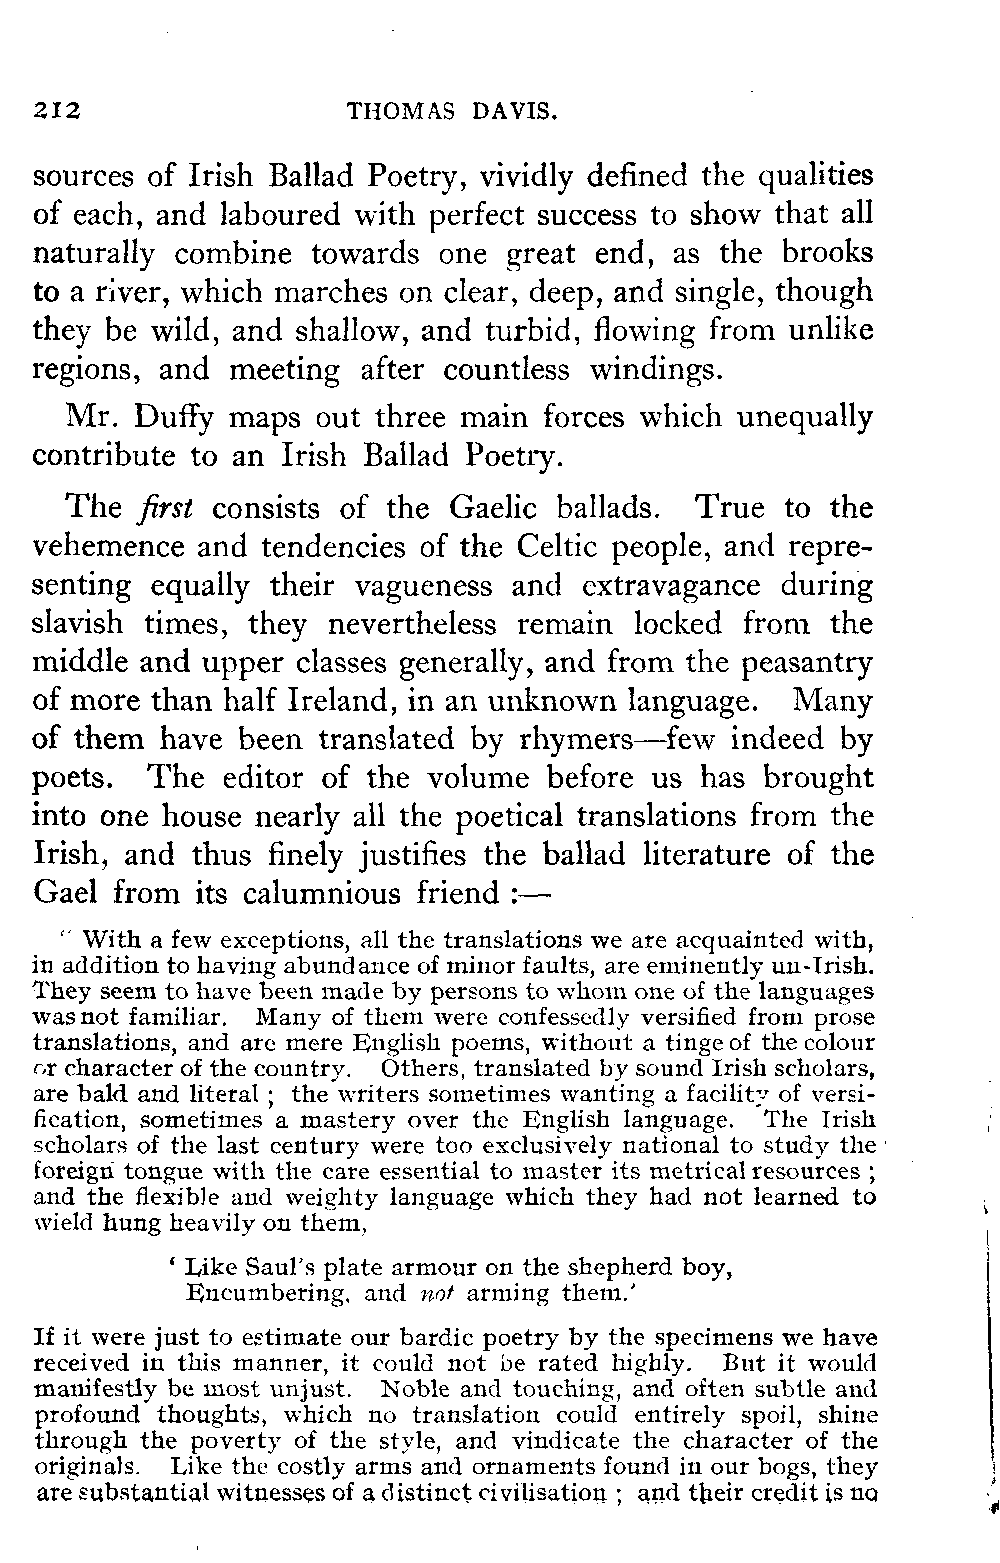 212 THOMAS DAVIS.
sources of Irish Ballad Poetry, vividly defined the qualities
of each, and laboured with perfect success to show that all
naturally combine towards one great end, as the brooks
to a river, which marches on clear, deep, and single, though
they be wild, and shallow, and turbid, flowing from unlike
regions, and meeting after countless windings.
Mr. Duffy maps out three main forces which unequally
contribute to an Irish Ballad Poetry.
The first consists of the Gaelic ballads. True to the
vehemence and tendencies of the Celtic people, and repre-
senting equally their vagueness and extravagance during
slavish times, they nevertheless remain locked from the
middle and upper classes generally, and from the peasantry
of more than half Ireland, in an unknown language. Many
of them have been translated by rhymers—few indeed by
poets. The editor of the volume before us has brought
into one house nearly all the poetical translations from the
Irish, and thus finely justifies the ballad literature of the
Gael from its calumnious friend :—
“ With a few exceptions, all the translations we are acquainted with,
in addition to having abundance of minor faults, are eminently un-Irish.
They seem to have been made by persons to whom one of the languages
was not familiar. Many of them were confessedly versified from prose
translations, and are mere English poems, without a tinge of the colour
or character of the country. Others, translated by sound Irish scholars,
are bald and literal ; the writers sometimes wanting a facility of versi-
fication, sometimes a mastery over the English language. The Irish
scholars of the last century were too exclusively national to study the
foreign tongue with the care essential to master its metrical resources ;
and the flexible and weighty language which they had not learned to
wield hung heavily on them,
‘ Like Saul’s plate armour on the shepherd boy,
Encumbering, and not arming them.’
If it were just to estimate our bardic poetry by the specimens we have
received in this manner, it could not be rated highly. But it would
manifestly be most unjust. Noble and touching, and often subtle and
profound thoughts, which no translation could entirely spoil, shine
through the poverty of the style, and vindicate the character of the
originals. Like the costly arms and ornaments found in our bogs, they
are substantial witnesses of a distinct civilisation ; and their credit is no